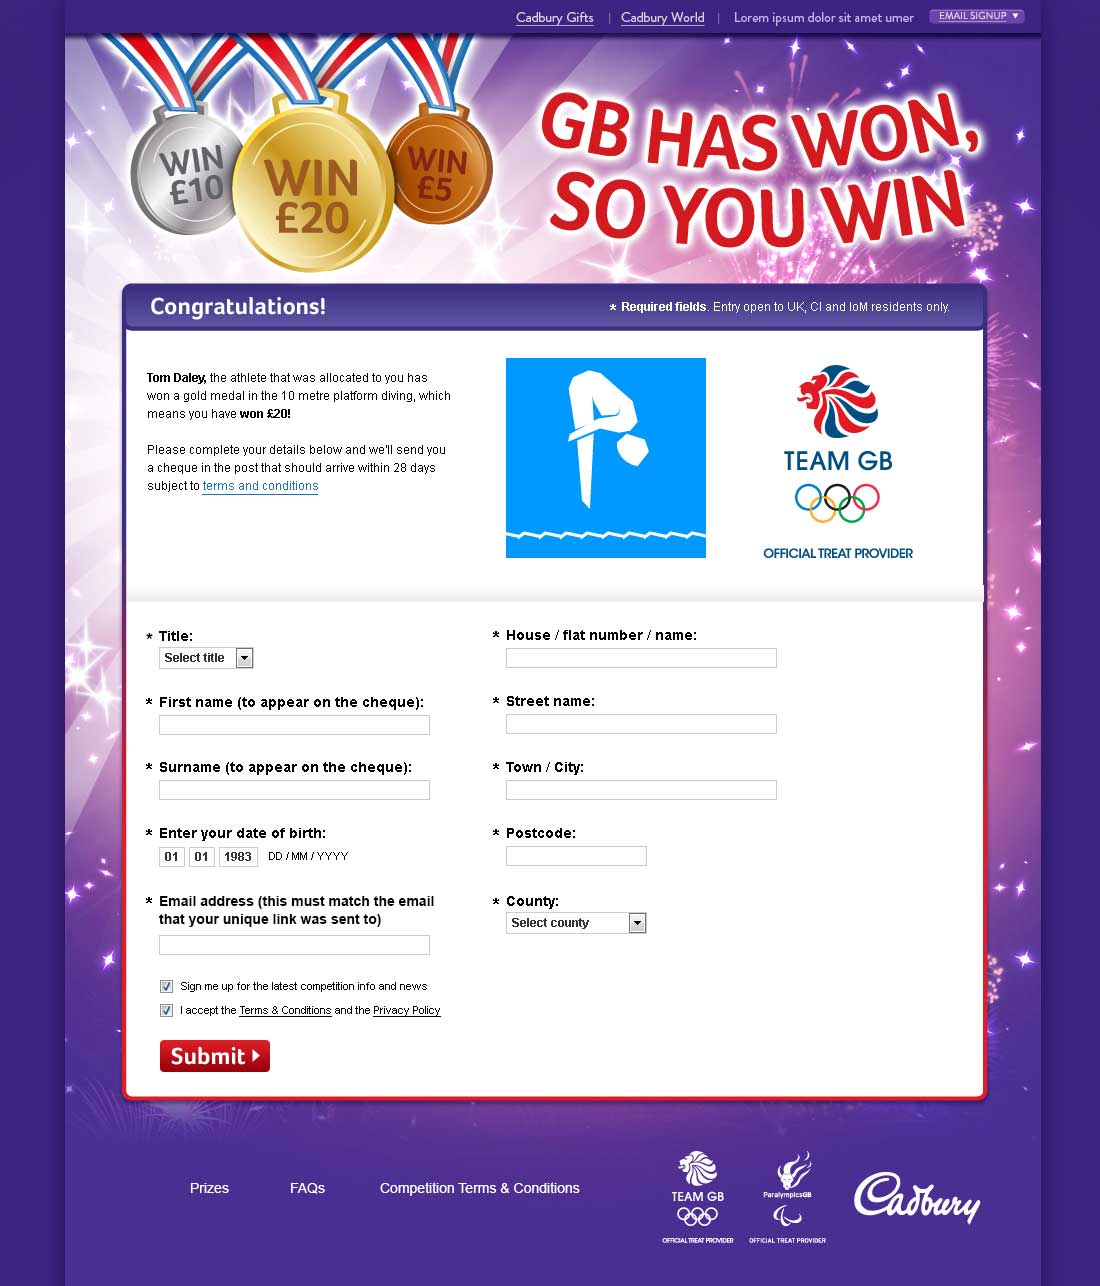 Cadbury Gifts | Cadbury World | Lorem ipsum dolor sit amet umer EMAIL SIGNUP
WIN £10
WIN £20
WIN £5
GB HAS WON,
SO YOU WIN
Congratulations!
* Required fields. Entry open to UK, CI and IoM residents only.
Tom Daley, the athlete that was allocated to you has
won a gold medal in the 10 metre platform diving, which
means you have won £20!
Please complete your details below and we'll send you
a cheque in the post that should arrive within 28 days
subject to terms and conditions
TEAM GB
OFFICIAL TREAT PROVIDER
* Title:
Select title
* First name (to appear on the cheque):
* Surname (to appear on the cheque):
* Enter your date of birth:
01 01 1983 DD / MM / YYYY
* Email address (this must match the email
that your unique link was sent to)
* House / flat number / name:
* Street name:
* Town / City:
* Postcode:
* County:
Select county
Sign me up for the latest competition info and news
I accept the Terms & Conditions and the Privacy Policy
Submit
Prizes
FAQs
Competition Terms & Conditions
TEAM GB
OFFICIAL TREAT PROVIDER
ParalympicsGB
OFFICIAL TREAT PROVIDER
Cadbury